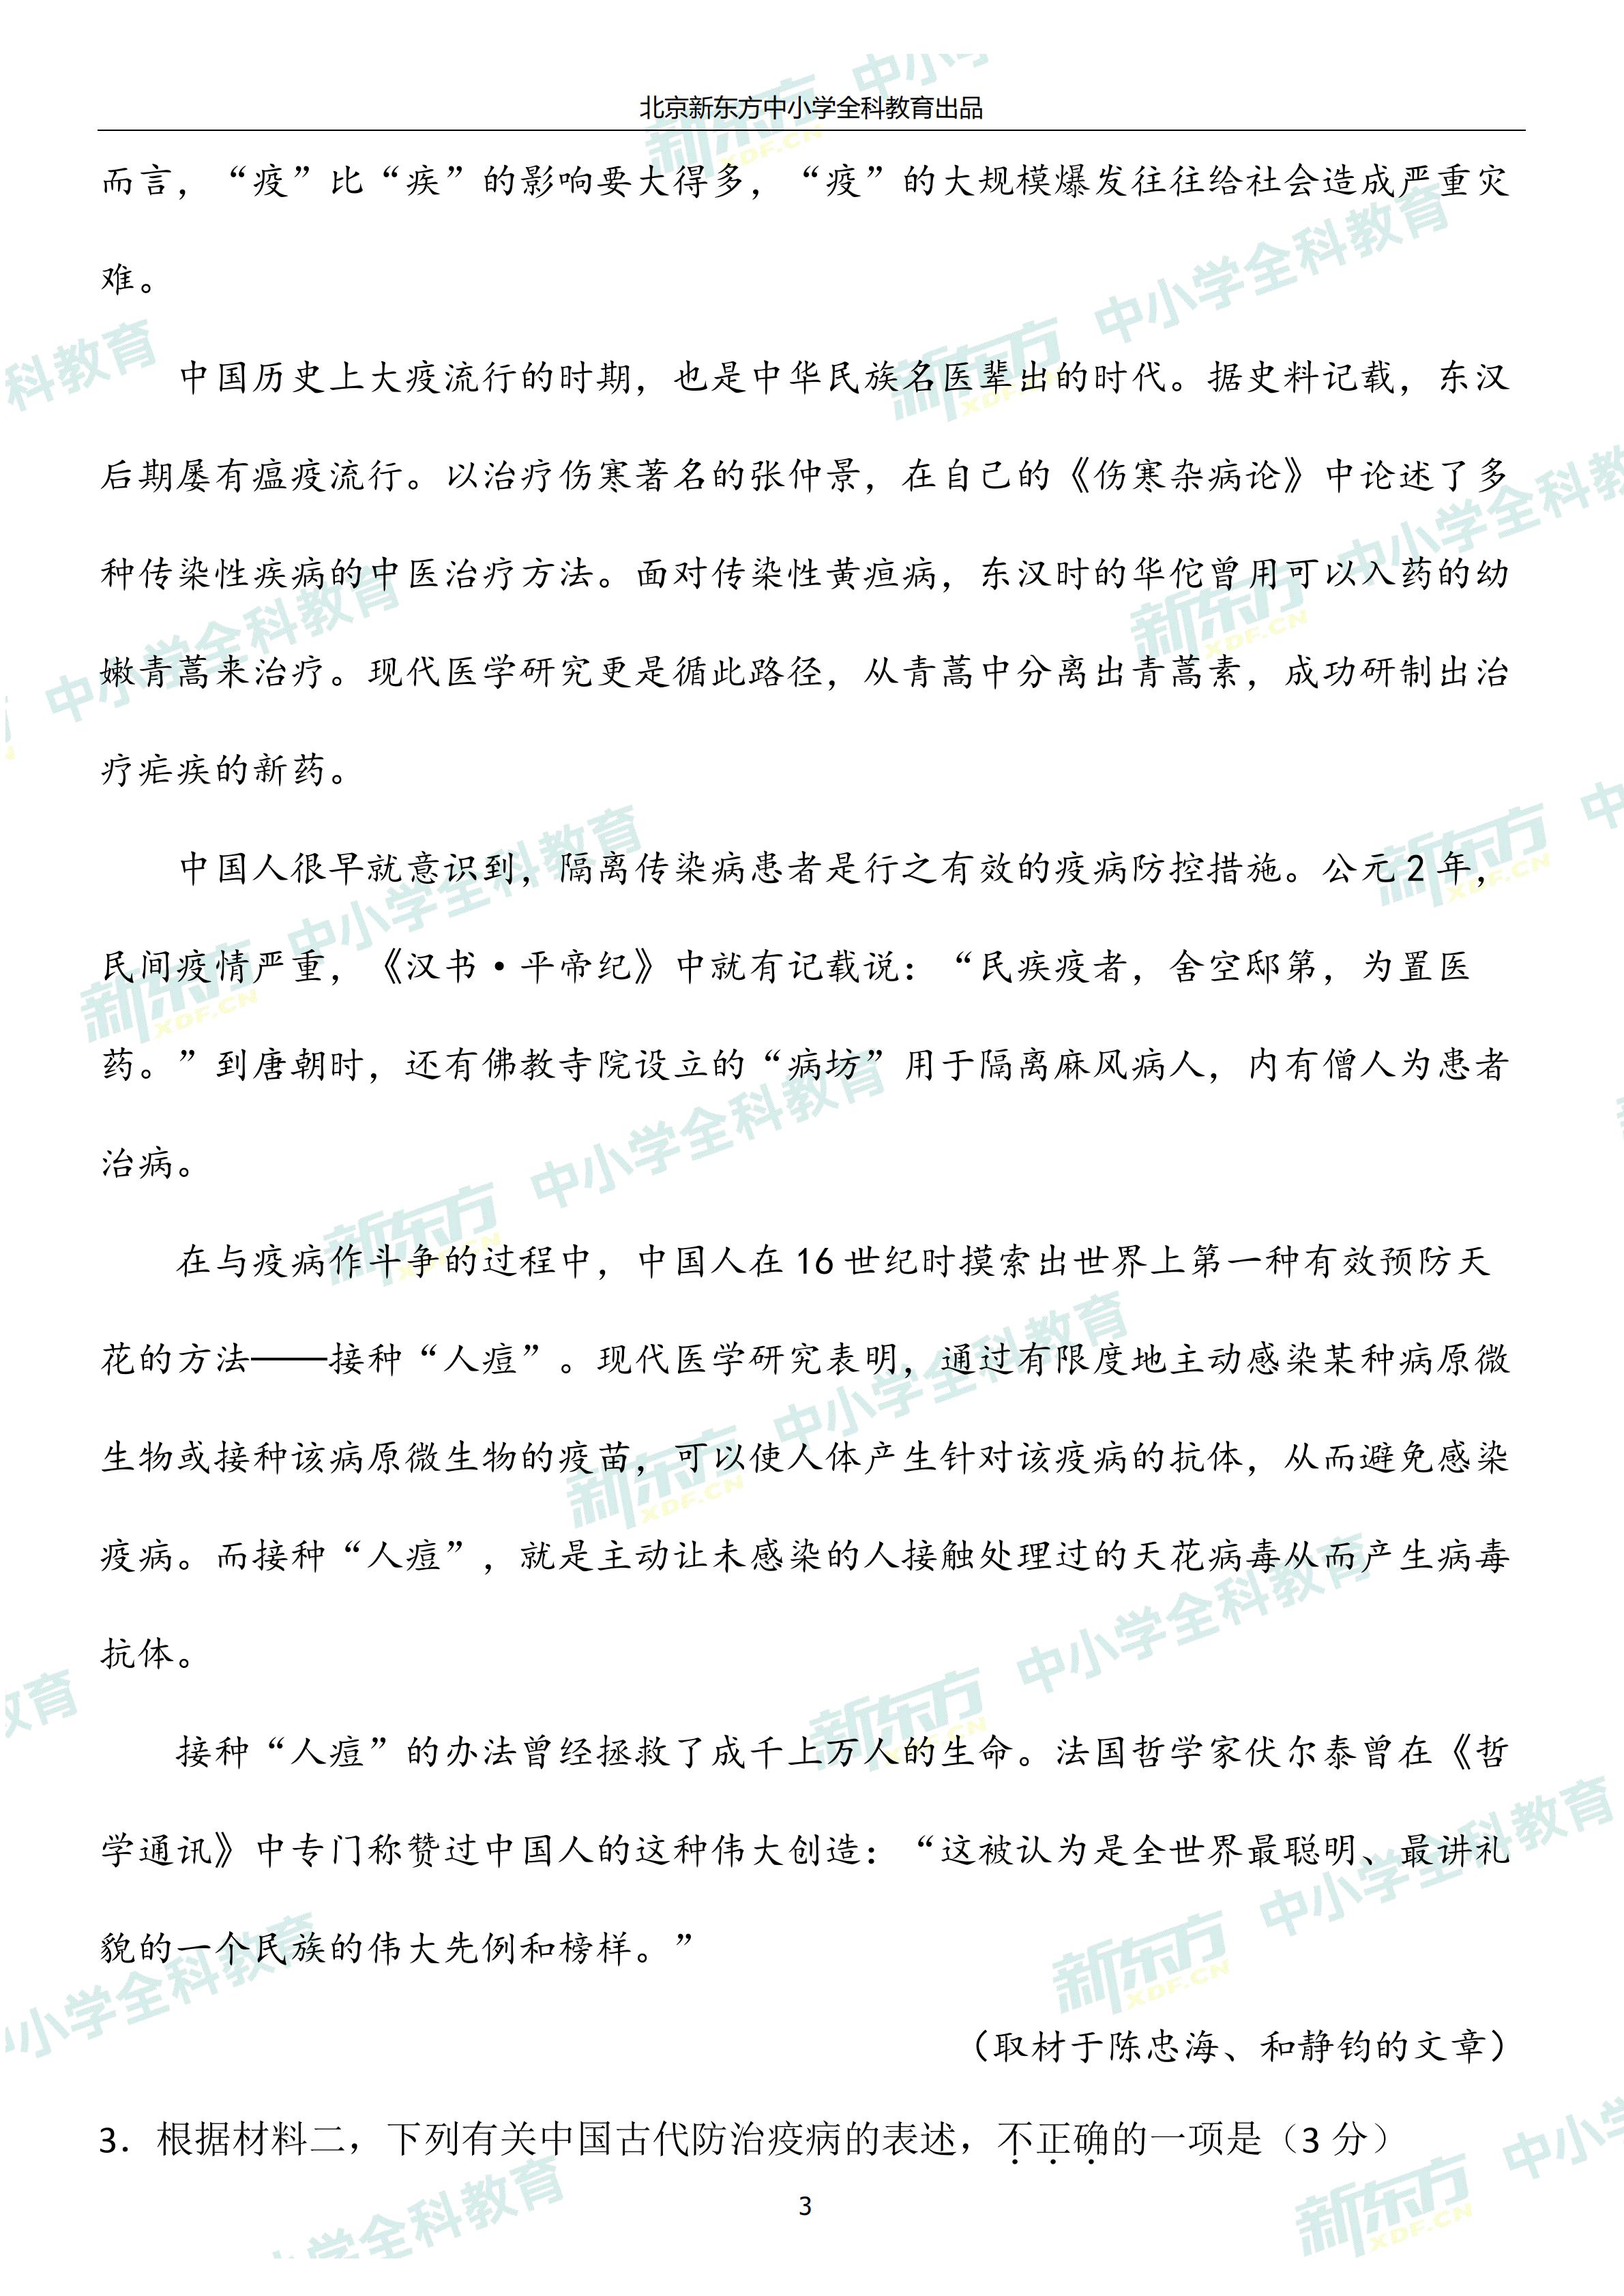 北京新东方中小学全科教育出品
而言，“疫”比“疾”的影响要大得多，“疫”的大规模爆发往往给社会造成严重灾
难。
中国历史上大疫流行的时期，也是中华民族名医辈出的时代。据史料记载，东汉
后期屡有瘟疫流行。以治疗伤寒著名的张仲景，在自己的《伤寒杂病论》中论述了多
种传染性疾病的中医治疗方法。面对传染性黄疸病，东汉时的华佗曾用可以入药的幼
嫩青蒿来治疗。现代医学研究更是循此路径，从青蒿中分离出青蒿素，成功研制出治
疗疟疾的新药。
中国人很早就意识到，隔离传染病患者是行之有效的疫病防控措施。公元 2 年，
民间疫情严重，《汉书·平帝纪》中就有记载说：“民疾疫者，舍空邸第，为置医
药。”到唐朝时，还有佛教寺院设立的“病坊”用于隔离麻风病人，内有僧人为患者
治病。
在与疫病作斗争的过程中，中国人在 16 世纪时摸索出世界上第一种有效预防天
花的方法——接种“人痘”。现代医学研究表明，通过有限度地主动感染某种病原微
生物或接种该病原微生物的疫苗，可以使人体产生针对该疫病的抗体，从而避免感染
疫病。而接种“人痘”，就是主动让未感染的人接触处理过的天花病毒从而产生病毒
抗体。
接种“人痘”的办法曾经拯救了成千上万人的生命。法国哲学家伏尔泰曾在《哲
学通讯》中专门称赞过中国人的这种伟大创造：“这被认为是全世界最聪明、最讲礼
貌的一个民族的伟大先例和榜样。”
（取材于陈忠海、和静钧的文章）
3．根据材料二，下列有关中国古代防治疫病的表述，不正确的一项是（3 分）
3
新东方 XDF.CN 中小学全科教育